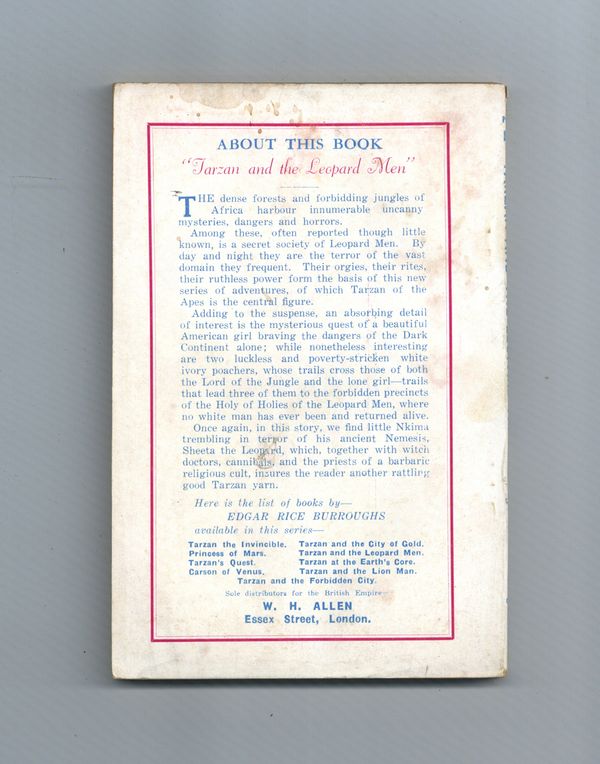 ABOUT THIS BOOK
"Tarzan and the Leopard Men"
THE dense forests and forbidding jungles of
Africa harbour innumerable uncanny
mysteries, dangers and horrors.
Among these, often reported though little
known, is a secret society of Leopard Men. By
day and night they are the terror of the vast
domain they frequent. Their orgies, their rites,
their ruthless power form the basis of this new
series of adventures, of which Tarzan of the
Apes is the central figure.
Adding to the suspense, an absorbing detail
of interest is the mysterious quest of a beautiful
American girl braving the dangers of the Dark
Continent alone; while nonetheless interesting
are two luckless and poverty-stricken white
ivory poachers, whose trails cross those of both
the Lord of the Jungle and the lone girl—trails
that lead three of them to the forbidden precincts
of the Holy of Holies of the Leopard Men, where
no white man has ever been and returned alive.
Once again, in this story, we find little Nkima
trembling in terror of his ancient Nemesis,
Sheeta the Leopard, which, together with witch
doctors, cannibals, and the priests of a barbaric
religious cult, insures the reader another rattling
good Tarzan yarn.
Here is the list of books by—
EDGAR RICE BURROUGHS
available in this series—
Tarzan the Invincible. Tarzan and the City of Gold.
Princess of Mars. Tarzan and the Leopard Men.
Tarzan's Quest. Tarzan at the Earth's Core.
Carson of Venus. Tarzan and the Lion Man.
Tarzan and the Forbidden City.
Sole distributors for the British Empire—
W. H. ALLEN
Essex Street, London.